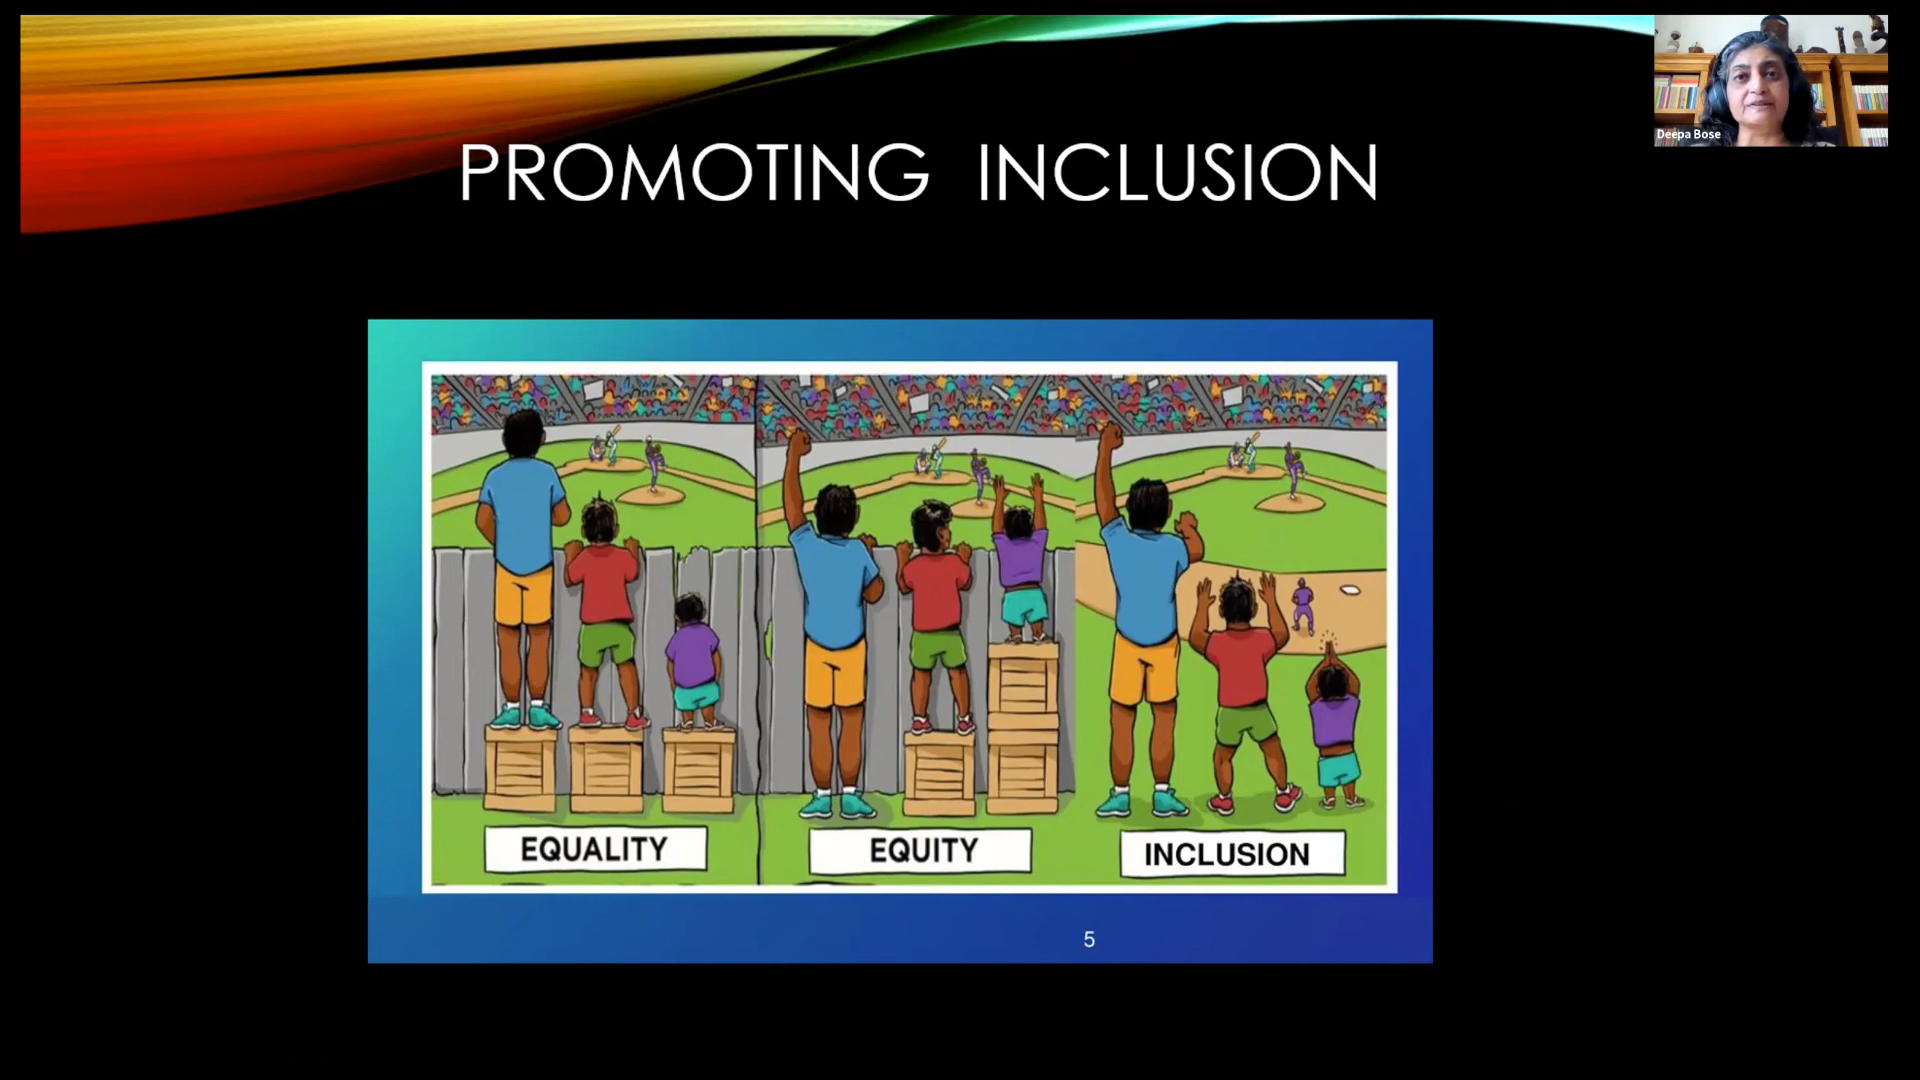 Deepa Bose
PROMOTING INCLUSION
EQUALITY
EQUITY
INCLUSION
5